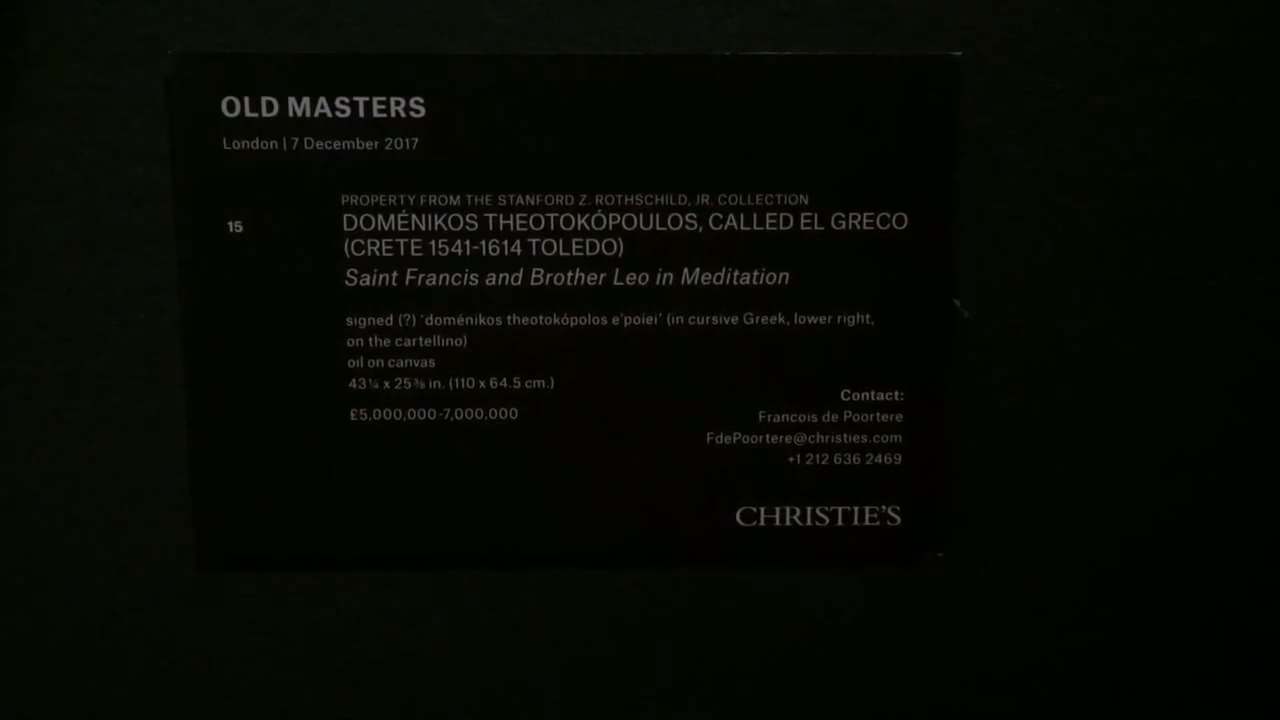 OLD MASTERS
London | 7 December 2017
PROPERTY FROM THE STANFORD Z. ROTHSCHILD, JR. COLLECTION
15
DOMÉNIKOS THEOTOKÓPOULOS, CALLED EL GRECO
(CRETE 1541-1614 TOLEDO)
Saint Francis and Brother Leo in Meditation
signed (?) 'doménikos theotokópolos e'poiei' (in cursive Greek, lower right,
on the cartellino)
oil on canvas
43¼ x 25⅜ in. (110 x 64.5 cm.)
£5,000,000-7,000,000
Contact:
Francois de Poortere
FdePoortere@christies.com
+1 212 636 2469
CHRISTIE'S